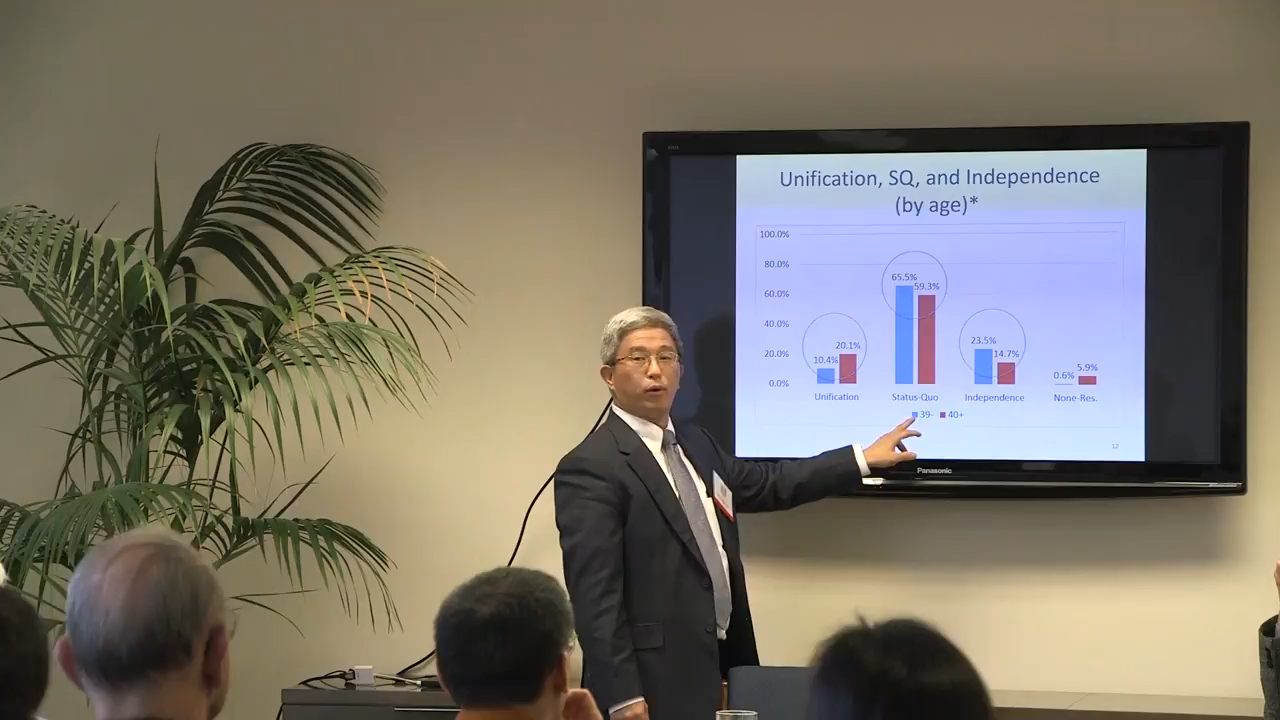 Unification, SQ, and Independence
(by age)*
100.0%
80.0%
60.0%
40.0%
20.0%
0.0%
10.4%
20.1%
65.5%
59.3%
23.5%
14.7%
0.6%
5.9%
Unification
Status-Quo
Independence
None-Res.
39-
40+
12
Panasonic